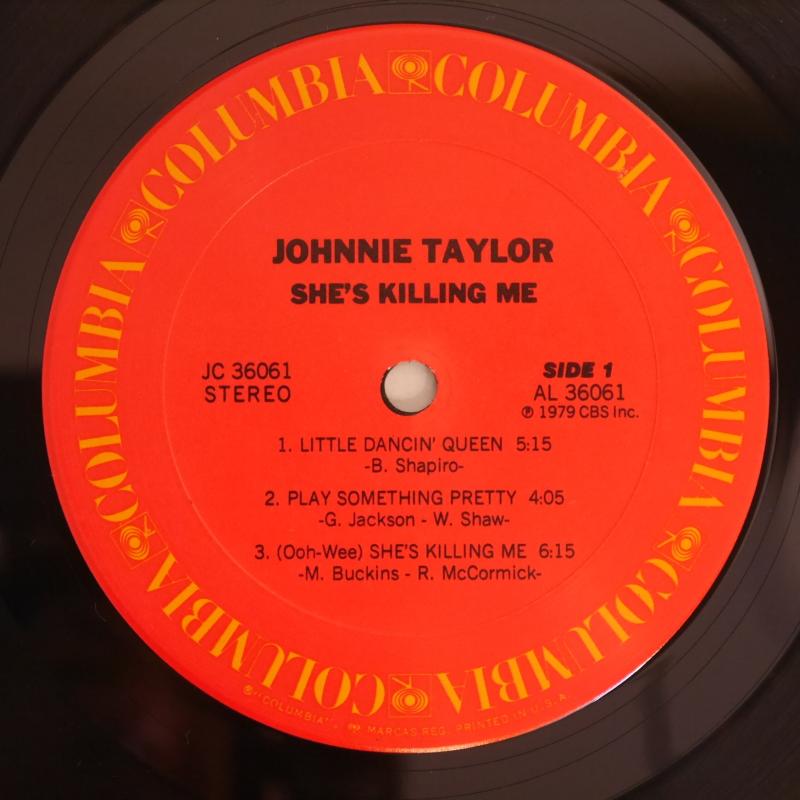 COLUMBIA COLUMBIA COLUMBIA COLUMBIA COLUMBIA COLUMBIA
JOHNNIE TAYLOR
SHE'S KILLING ME
JC 36061
STEREO
SIDE 1
AL 36061
℗ 1979 CBS Inc.
1. LITTLE DANCIN' QUEEN 5:15
-B. Shapiro-
2. PLAY SOMETHING PRETTY 4:05
-G. Jackson - W. Shaw-
3. (Ooh-Wee) SHE'S KILLING ME 6:15
-M. Buckins - R. McCormick-
®"COLUMBIA", MARCAS REG. PRINTED IN U.S.A.